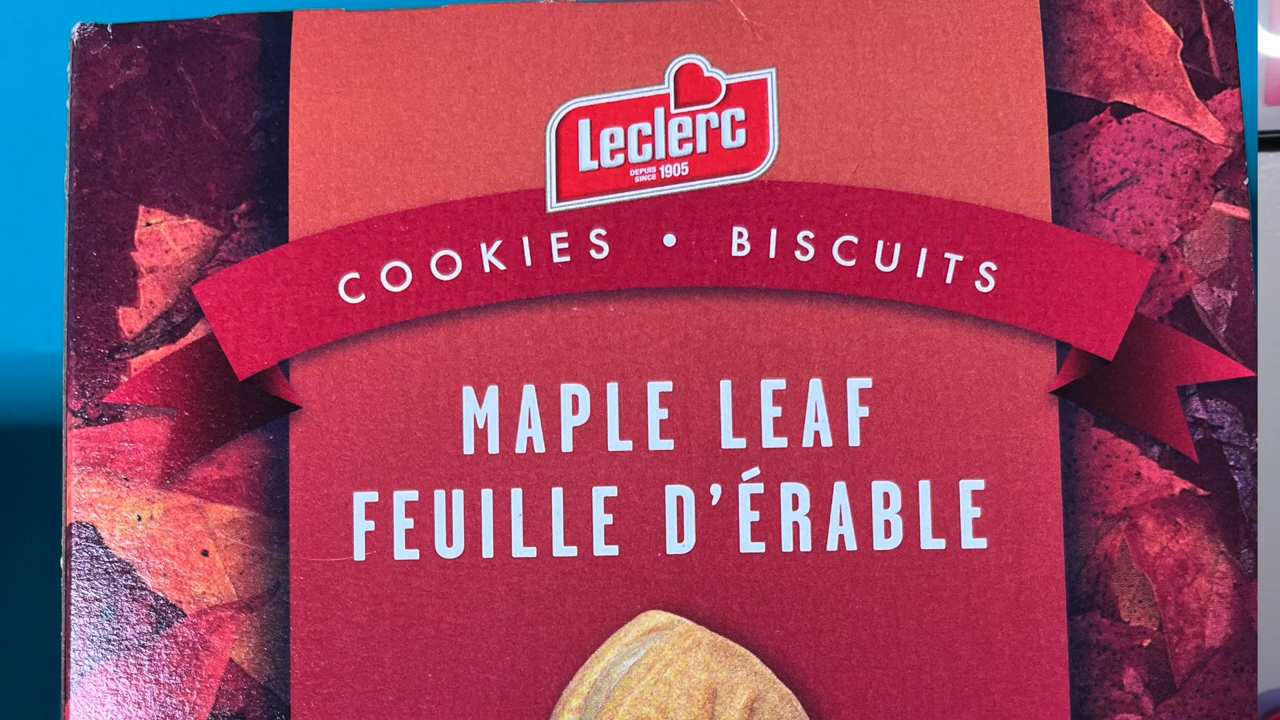 Leclerc
DEPUIS
SINCE 1905
COOKIES • BISCUITS
MAPLE LEAF
FEUILLE D'ÉRABLE